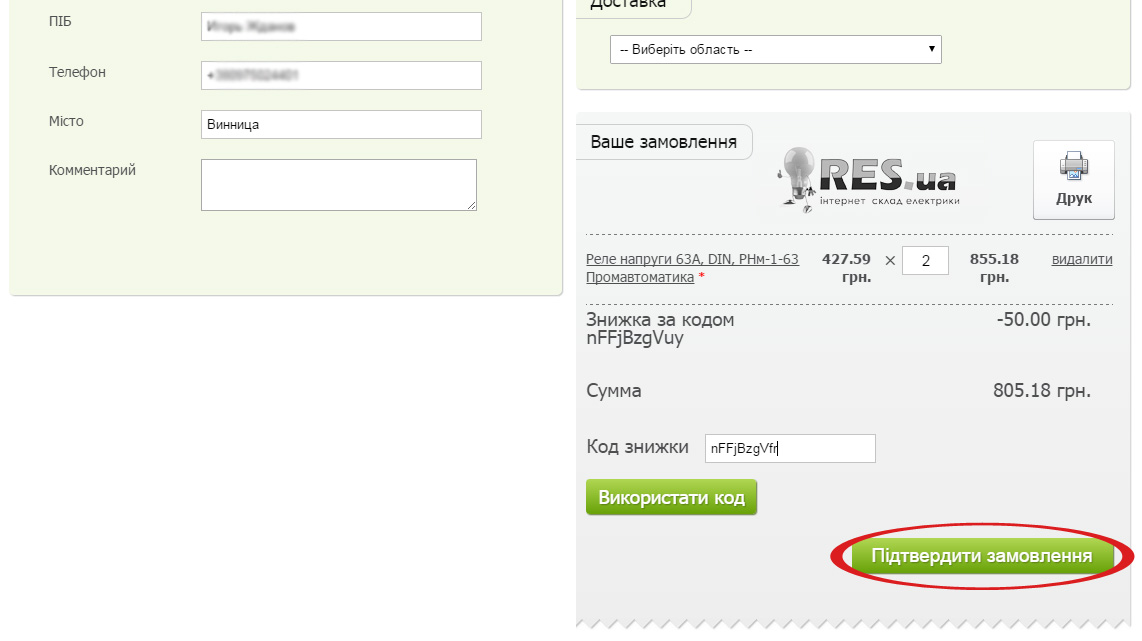 ПІБ
Телефон
Місто
Винница
Комментарий
Доставка
-- Виберіть область --
Ваше замовлення
RES.ua
інтернет склад електрики
Друк
Реле напруги 63А, DIN, РНм-1-63
Промавтоматика *
427.59
грн.
×
2
855.18
грн.
видалити
Знижка за кодом
nFFjBzgVuy
-50.00 грн.
Сумма
805.18 грн.
Код знижки
nFFjBzgVfr
Використати код
Підтвердити замовлення